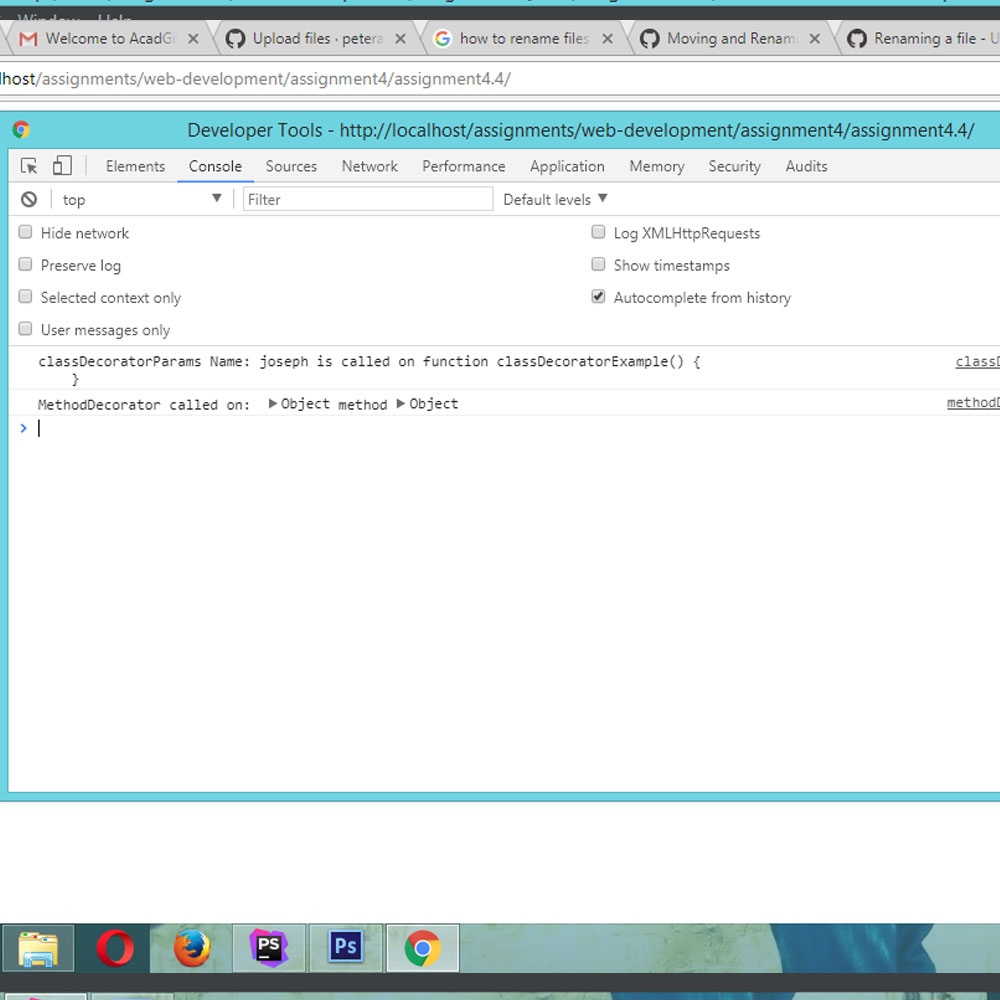 Window Help
Welcome to AcadGi
Upload files · petera
how to rename files
Moving and Renam
Renaming a file - U
lhost/assignments/web-development/assignment4/assignment4.4/
Developer Tools - http://localhost/assignments/web-development/assignment4/assignment4.4/
Elements Console Sources Network Performance Application Memory Security Audits
top Filter Default levels ▼
Hide network Log XMLHttpRequests
Preserve log Show timestamps
Selected context only Autocomplete from history
User messages only
classDecoratorParams Name: joseph is called on function classDecoratorExample() { classD
}
MethodDecorator called on: ▶Object method ▶Object methodD
>
PS Ps